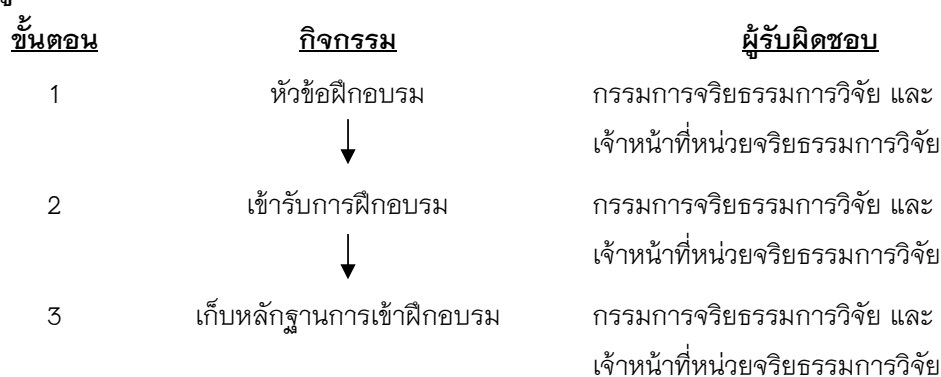 ขั้นตอน กิจกรรม ผู้รับผิดชอบ
1 หัวข้อฝึกอบรม กรรมการจริยธรรมการวิจัย และ
เจ้าหน้าที่หน่วยจริยธรรมการวิจัย
2 เข้ารับการฝึกอบรม กรรมการจริยธรรมการวิจัย และ
เจ้าหน้าที่หน่วยจริยธรรมการวิจัย
3 เก็บหลักฐานการเข้าฝึกอบรม กรรมการจริยธรรมการวิจัย และ
เจ้าหน้าที่หน่วยจริยธรรมการวิจัย